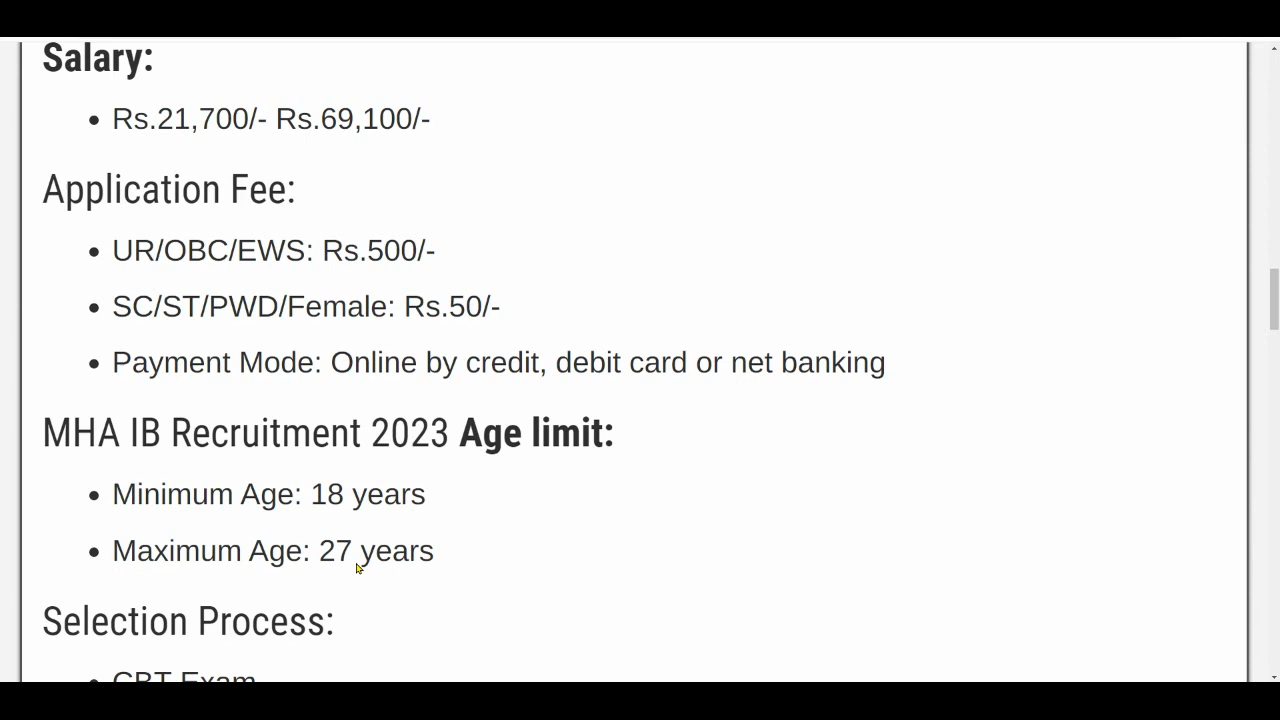 Salary:
Rs.21,700/- Rs.69,100/-
Application Fee:
UR/OBC/EWS: Rs.500/-
SC/ST/PWD/Female: Rs.50/-
Payment Mode: Online by credit, debit card or net banking
MHA IB Recruitment 2023 Age limit:
Minimum Age: 18 years
Maximum Age: 27 years
Selection Process:
CBT Exam